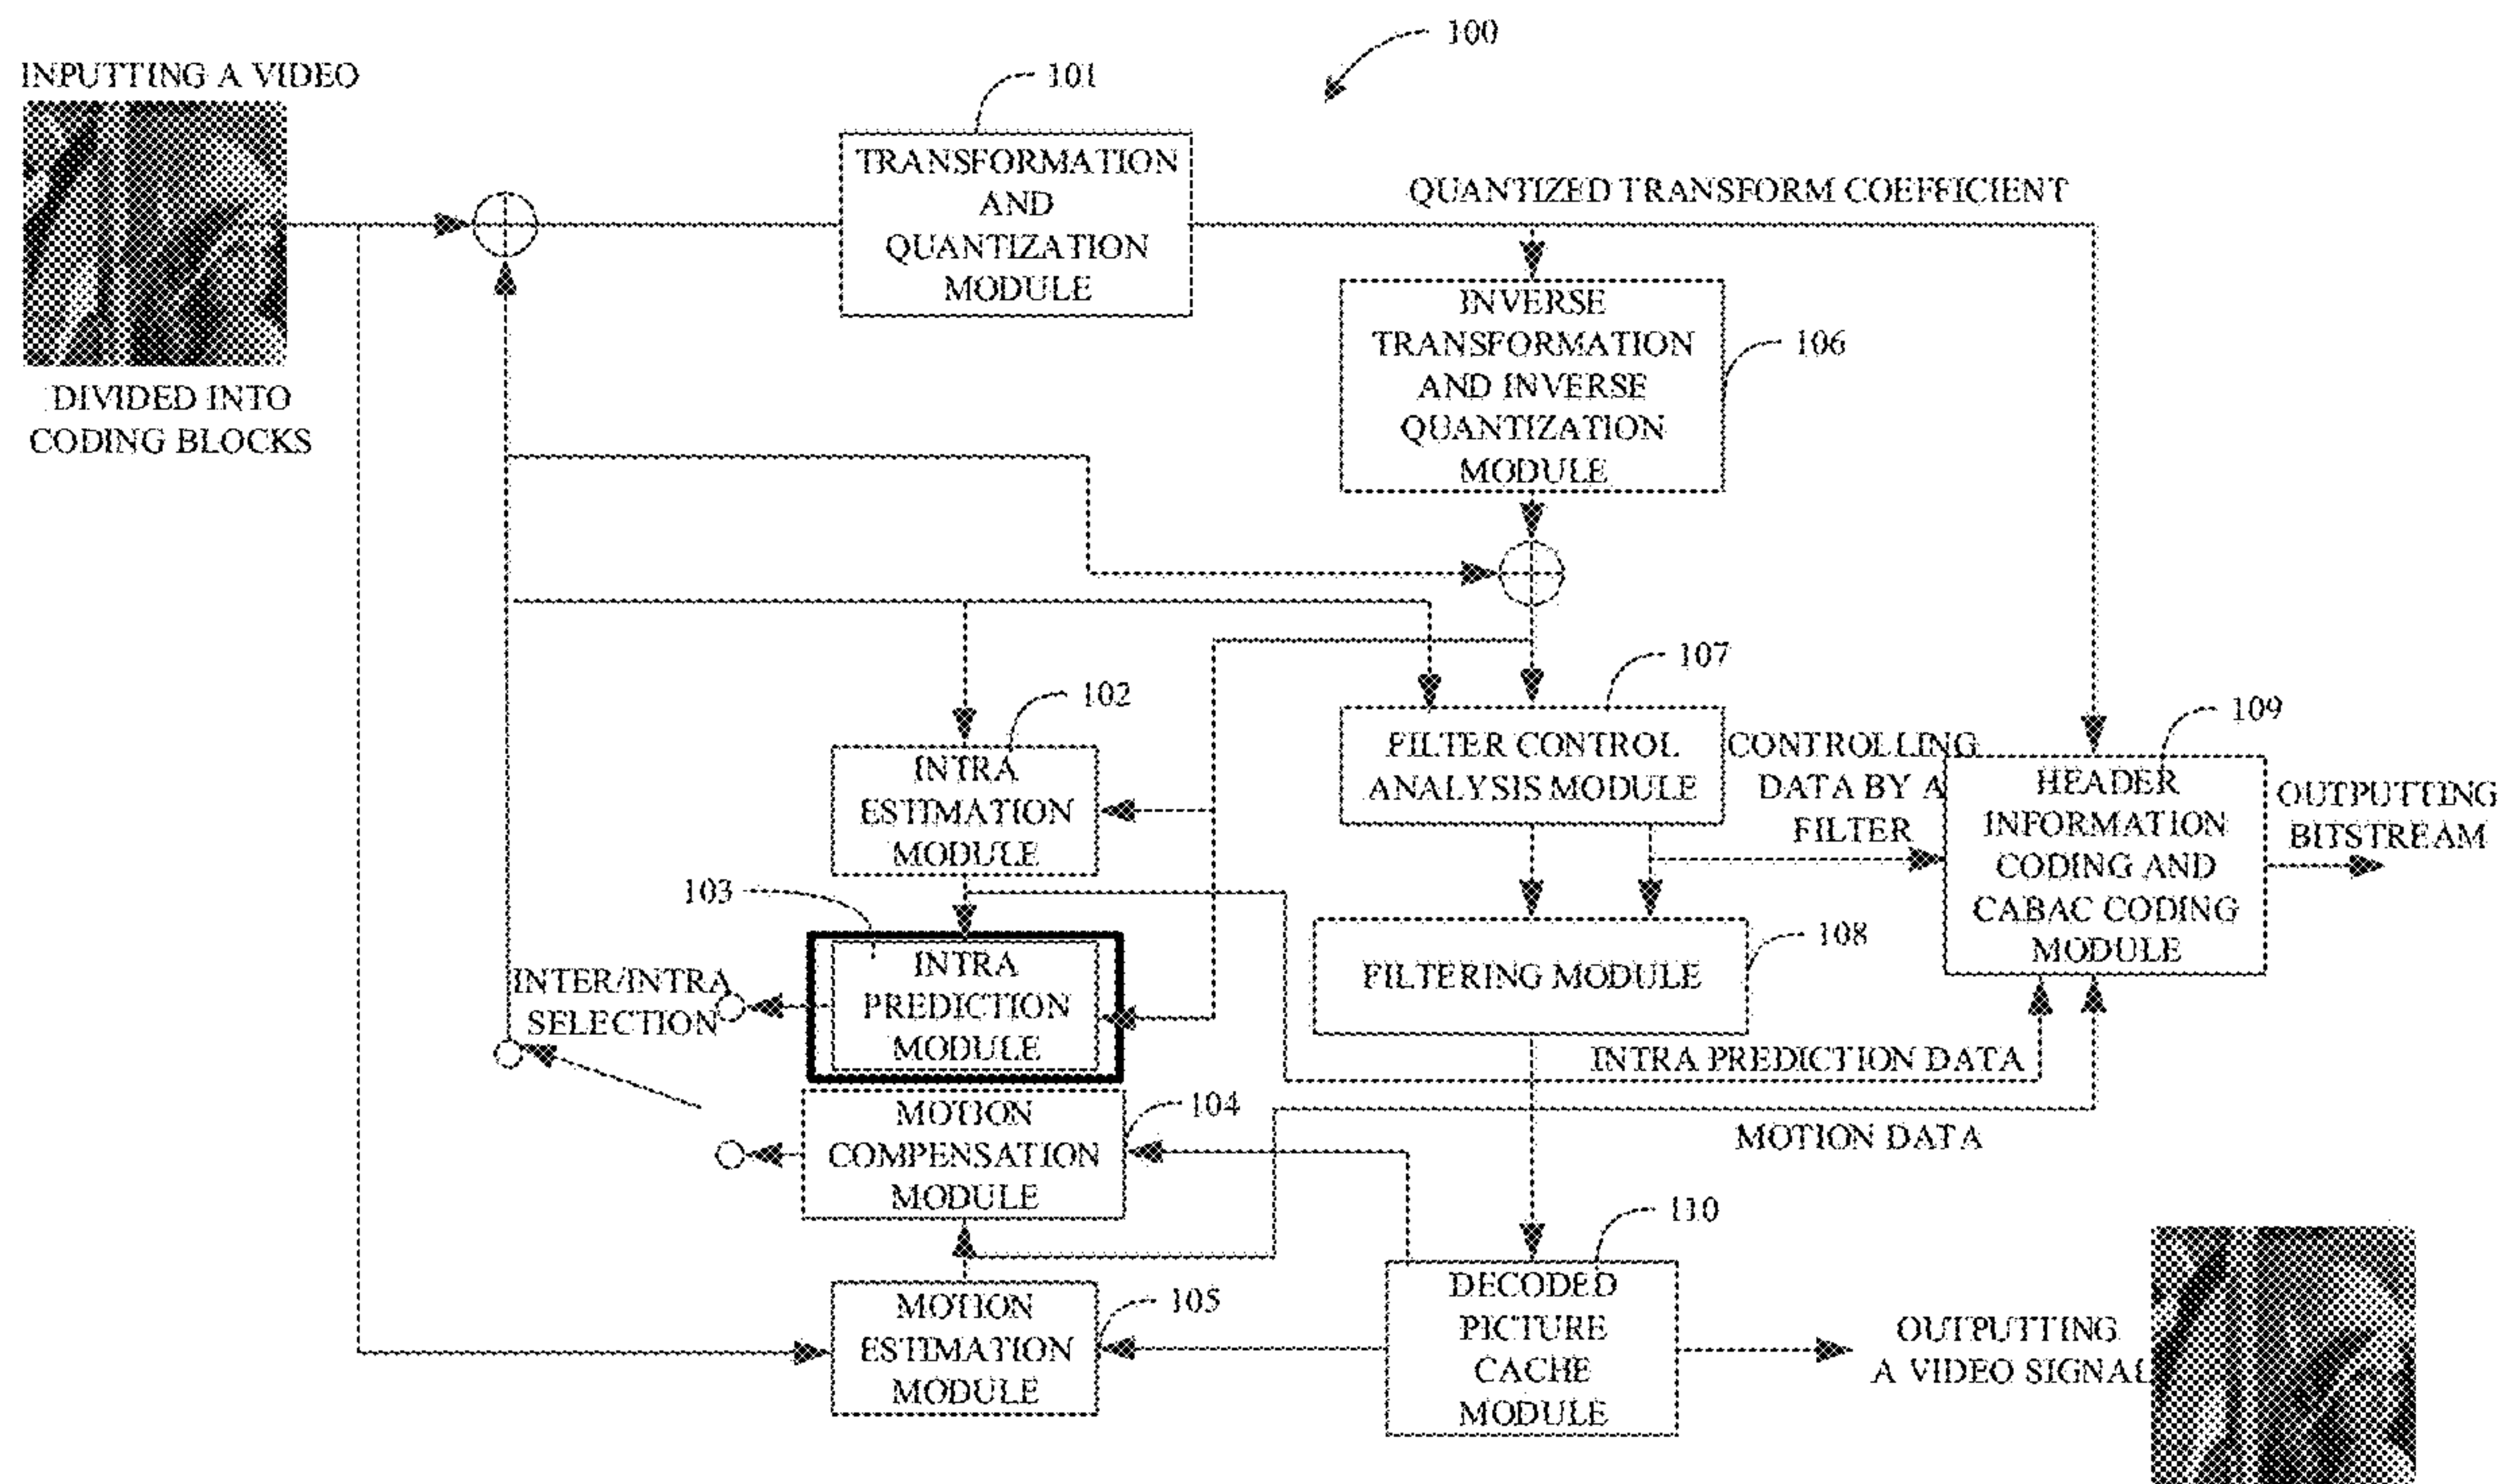 100
INPUTTING A VIDEO
101
TRANSFORMATION
AND
QUANTIZATION
MODULE
QUANTIZED TRANSFORM COEFFICIENT
INVERSE
TRANSFORMATION
AND INVERSE
QUANTIZATION
MODULE
106
DIVIDED INTO
CODING BLOCKS
107
102
109
FILTER CONTROL
ANALYSIS MODULE
CONTROLLING
DATA BY A
FILTER
INTRA
ESTIMATION
MODULE
HEADER
INFORMATION
CODING AND
CABAC CODING
MODULE
OUTPUTTING
BITSTREAM
103
108
INTRA
PREDICTION
MODULE
FILTERING MODULE
INTER/INTRA
SELECTION
INTRA PREDICTION DATA
104
MOTION
COMPENSATION
MODULE
MOTION DATA
110
105
MOTION
ESTIMATION
MODULE
DECODED
PICTURE
CACHE
MODULE
OUTPUTTING
A VIDEO SIGNAL